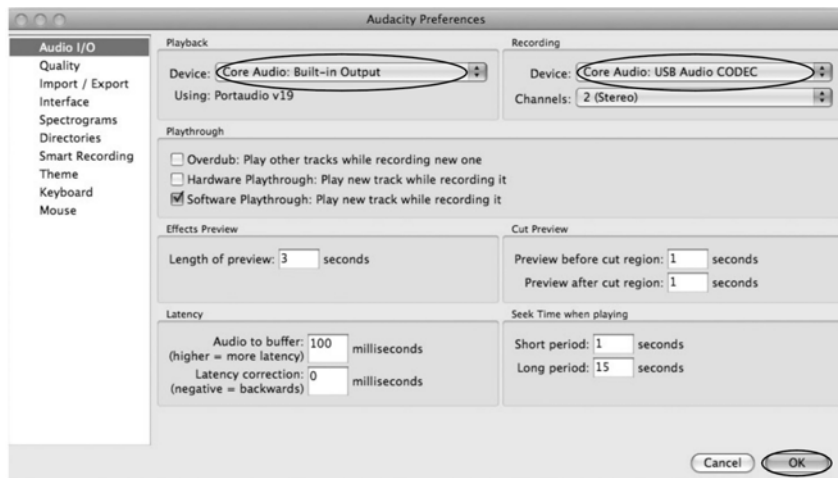 Audacity Preferences
Audio I/O
Quality
Import / Export
Interface
Spectrograms
Directories
Smart Recording
Theme
Keyboard
Mouse
Playback
Device: Core Audio: Built-in Output
Using: Portaudio v19
Recording
Device: Core Audio: USB Audio CODEC
Channels: 2 (Stereo)
Playthrough
Overdub: Play other tracks while recording new one
Hardware Playthrough: Play new track while recording it
Software Playthrough: Play new track while recording it
Effects Preview
Length of preview: 3 seconds
Cut Preview
Preview before cut region: 1 seconds
Preview after cut region: 1 seconds
Latency
Audio to buffer: 100 milliseconds
(higher = more latency)
Latency correction: 0 milliseconds
(negative = backwards)
Seek Time when playing
Short period: 1 seconds
Long period: 15 seconds
Cancel
OK